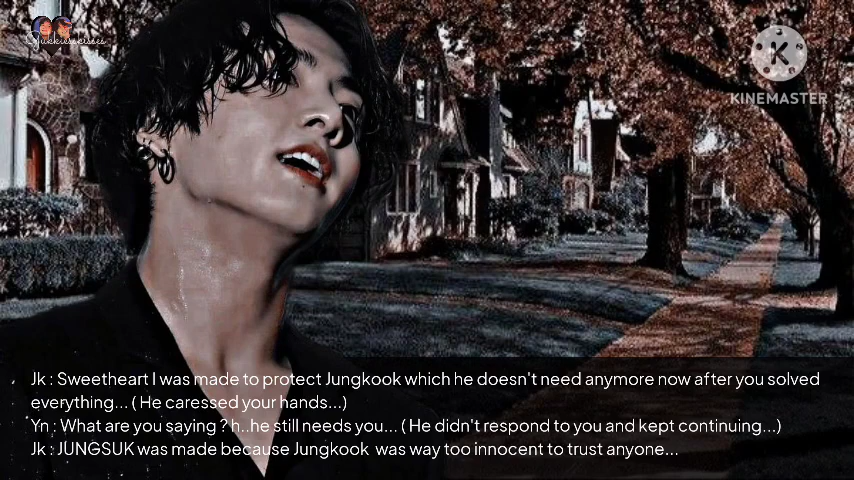 Jukkiesskisses
K
KINEMASTER
Jk : Sweetheart I was made to protect Jungkook which he doesn't need anymore now after you solved
everything... ( He caressed your hands...)
Yn : What are you saying ? h..he still needs you... ( He didn't respond to you and kept continuing...)
Jk : JUNGSUK was made because Jungkook was way too innocent to trust anyone...